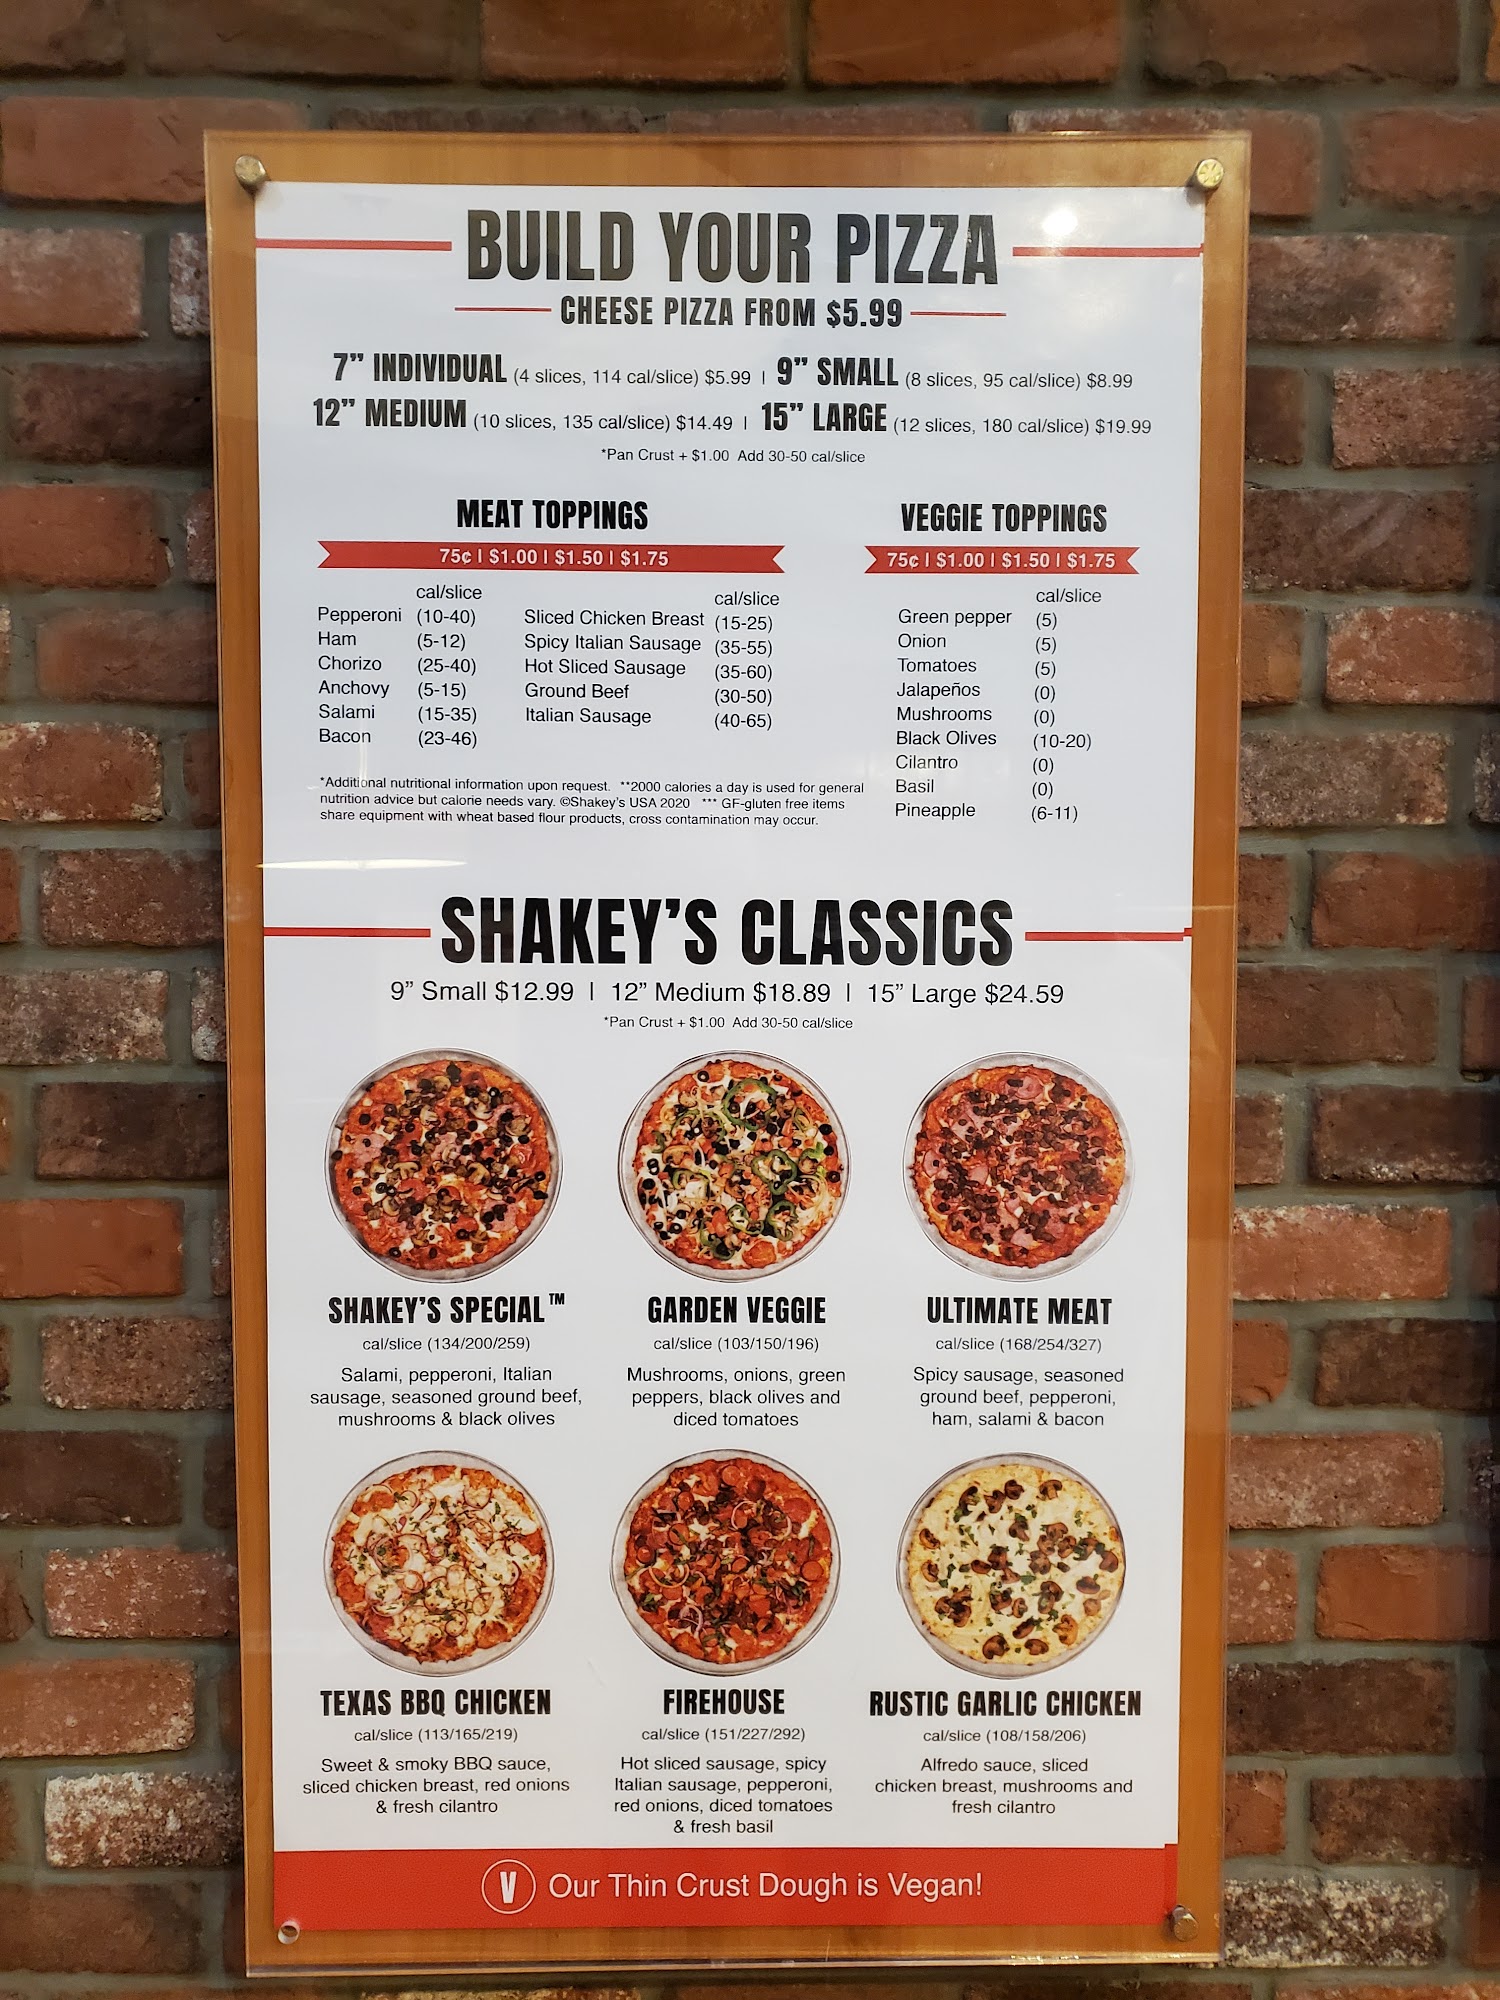 BUILD YOUR PIZZA
CHEESE PIZZA FROM $5.99
7” INDIVIDUAL (4 slices, 114 cal/slice) $5.99 | 9” SMALL (8 slices, 95 cal/slice) $8.99
12” MEDIUM (10 slices, 135 cal/slice) $14.49 | 15” LARGE (12 slices, 180 cal/slice) $19.99
*Pan Crust + $1.00 Add 30-50 cal/slice
MEAT TOPPINGS
75¢ | $1.00 | $1.50 | $1.75
cal/slice
Pepperoni (10-40)
Ham (5-12)
Chorizo (25-40)
Anchovy (5-15)
Salami (15-35)
Bacon (23-46)
cal/slice
Sliced Chicken Breast (15-25)
Spicy Italian Sausage (35-55)
Hot Sliced Sausage (35-60)
Ground Beef (30-50)
Italian Sausage (40-65)
VEGGIE TOPPINGS
75¢ | $1.00 | $1.50 | $1.75
cal/slice
Green pepper (5)
Onion (5)
Tomatoes (5)
Jalapeños (0)
Mushrooms (0)
Black Olives (10-20)
Cilantro (0)
Basil (0)
Pineapple (6-11)
*Additional nutritional information upon request. **2000 calories a day is used for general
nutrition advice but calorie needs vary. ©Shakey's USA 2020 *** GF-gluten free items
share equipment with wheat based flour products, cross contamination may occur.
SHAKEY'S CLASSICS
9” Small $12.99 | 12” Medium $18.89 | 15” Large $24.59
*Pan Crust + $1.00 Add 30-50 cal/slice
SHAKEY'S SPECIAL™
cal/slice (134/200/259)
Salami, pepperoni, Italian
sausage, seasoned ground beef,
mushrooms & black olives
GARDEN VEGGIE
cal/slice (103/150/196)
Mushrooms, onions, green
peppers, black olives and
diced tomatoes
ULTIMATE MEAT
cal/slice (168/254/327)
Spicy sausage, seasoned
ground beef, pepperoni,
ham, salami & bacon
TEXAS BBQ CHICKEN
cal/slice (113/165/219)
Sweet & smoky BBQ sauce,
sliced chicken breast, red onions
& fresh cilantro
FIREHOUSE
cal/slice (151/227/292)
Hot sliced sausage, spicy
Italian sausage, pepperoni,
red onions, diced tomatoes
& fresh basil
RUSTIC GARLIC CHICKEN
cal/slice (108/158/206)
Alfredo sauce, sliced
chicken breast, mushrooms and
fresh cilantro
V Our Thin Crust Dough is Vegan!